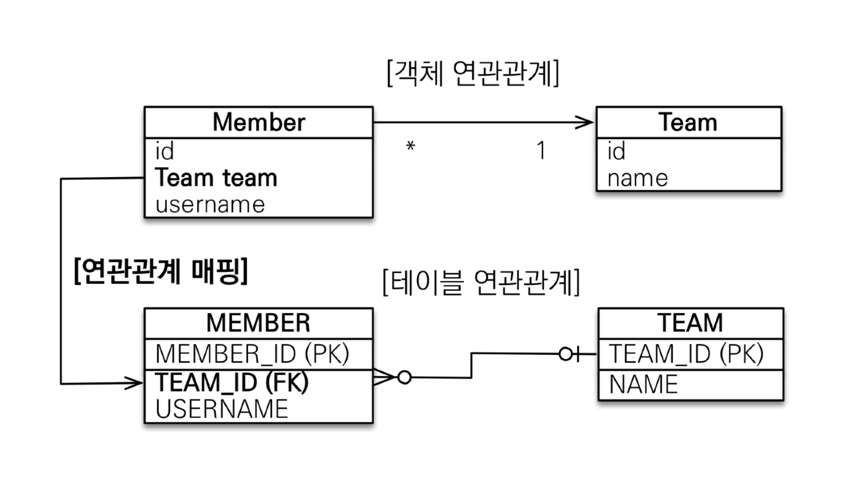 [객체 연관관계]
Member
id
Team team
username
*
1
Team
id
name
[연관관계 매핑]
[테이블 연관관계]
MEMBER
MEMBER_ID (PK)
TEAM_ID (FK)
USERNAME
TEAM
TEAM_ID (PK)
NAME